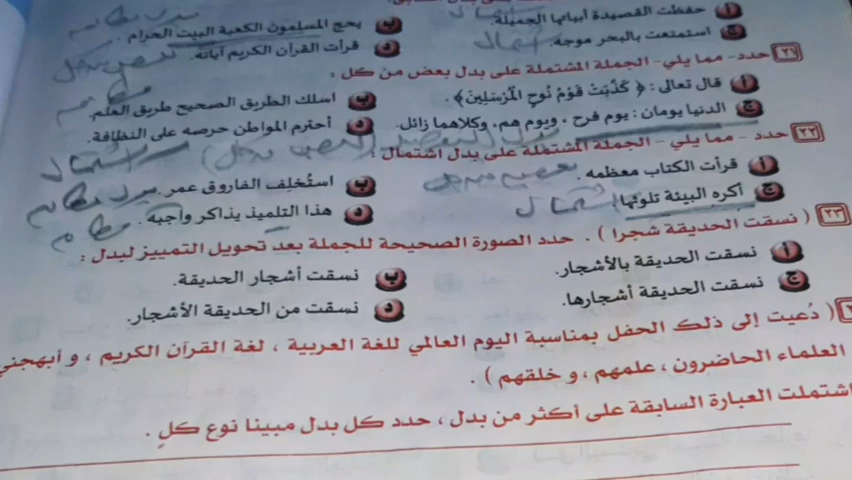 أ حفظت القصيدة أبياتها الجميلة.
ب يحج المسلمون الكعبة البيت الحرام.
ج استمتعت بالبحر موجه.
د قرأت القرآن الكريم آياته.
٢١ حدد - مما يلي - الجملة المشتملة على بدل بعض من كل :
أ قال تعالى : ﴿ كَذَّبَتْ قَوْمُ نُوحٍ الْمُرْسَلِينَ ﴾ .
ب اسلك الطريق الصحيح طريق العلم.
ج الدنيا يومان : يوم فرح ، ويوم هم، وكلاهما زائل.
د أحترم المواطن حرصه على النظافة.
٢٢ حدد - مما يلي - الجملة المشتملة على بدل اشتمال :
أ قرأت الكتاب معظمه .
ب استُخلِف الفاروق عمر.
ج أكره البيئة تلوثها
د هذا التلميذ يذاكر واجبه .
٢٣ ( نسقت الحديقة شجرا ) . حدد الصورة الصحيحة للجملة بعد تحويل التمييز لبدل :
أ نسقت الحديقة بالأشجار.
ب نسقت أشجار الحديقة.
ج نسقت الحديقة أشجارها.
د نسقت من الحديقة الأشجار.
( دُعيت إلى ذلك الحفل بمناسبة اليوم العالمي للغة العربية ، لغة القرآن الكريم ، و أبهجني
العلماء الحاضرون ، علمهم ، و خلقهم ) .
اشتملت العبارة السابقة على أكثر من بدل ، حدد كل بدل مبينا نوع كلٍ .